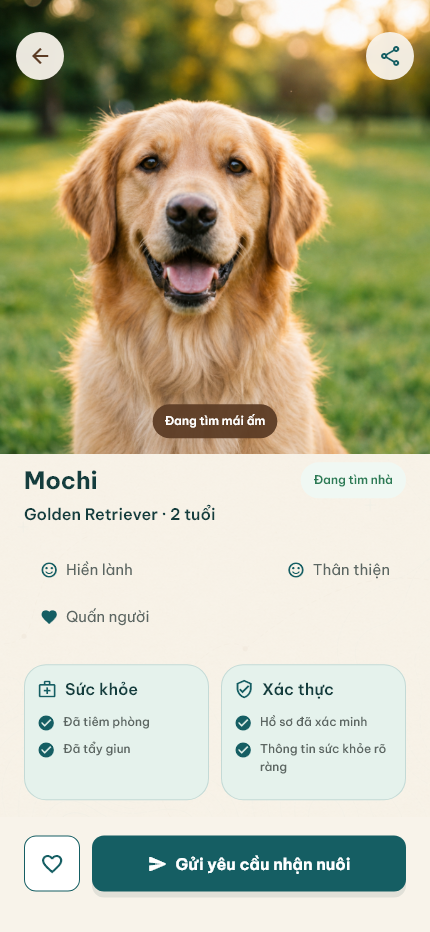 Đang tìm mái ấm
Mochi
Đang tìm nhà
Golden Retriever · 2 tuổi
Hiền lành
Thân thiện
Quấn người
Sức khỏe
Đã tiêm phòng
Đã tẩy giun
Xác thực
Hồ sơ đã xác minh
Thông tin sức khỏe rõ
ràng
Gửi yêu cầu nhận nuôi